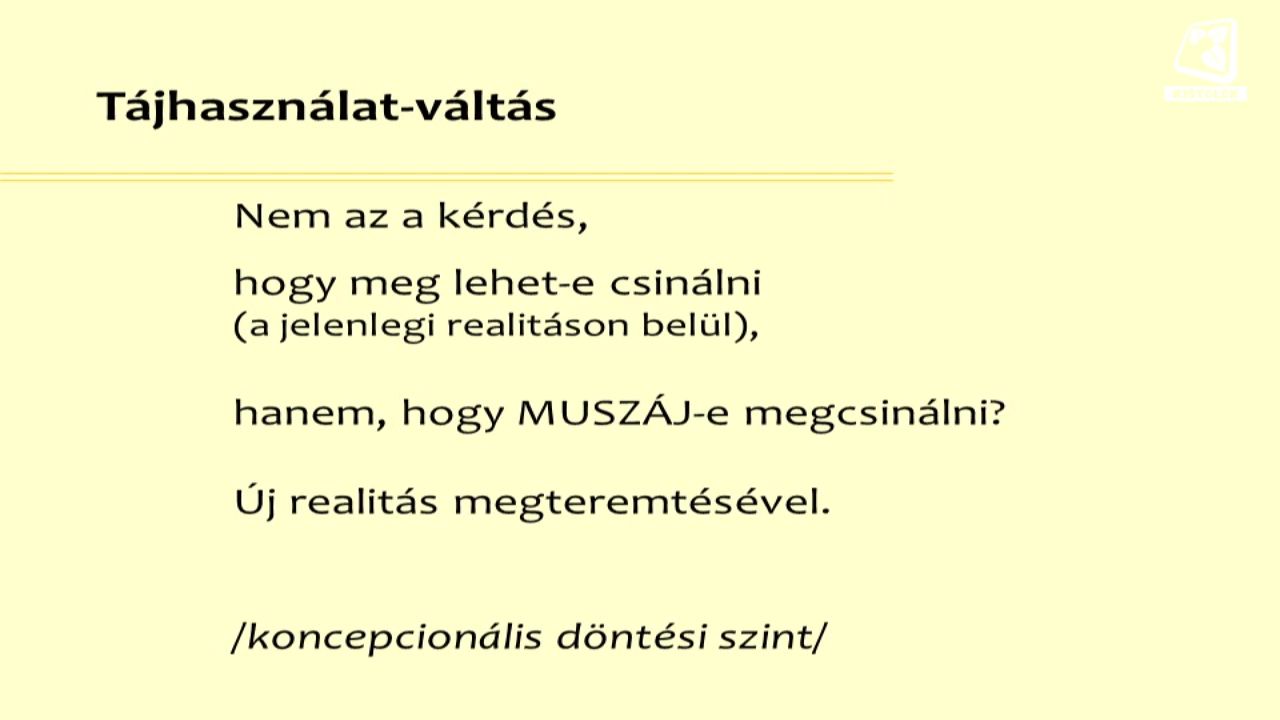 Tájhasználat-váltás
Nem az a kérdés,
hogy meg lehet-e csinálni
(a jelenlegi realitáson belül),
hanem, hogy MUSZÁJ-e megcsinálni?
Új realitás megteremtésével.
/koncepcionális döntési szint/